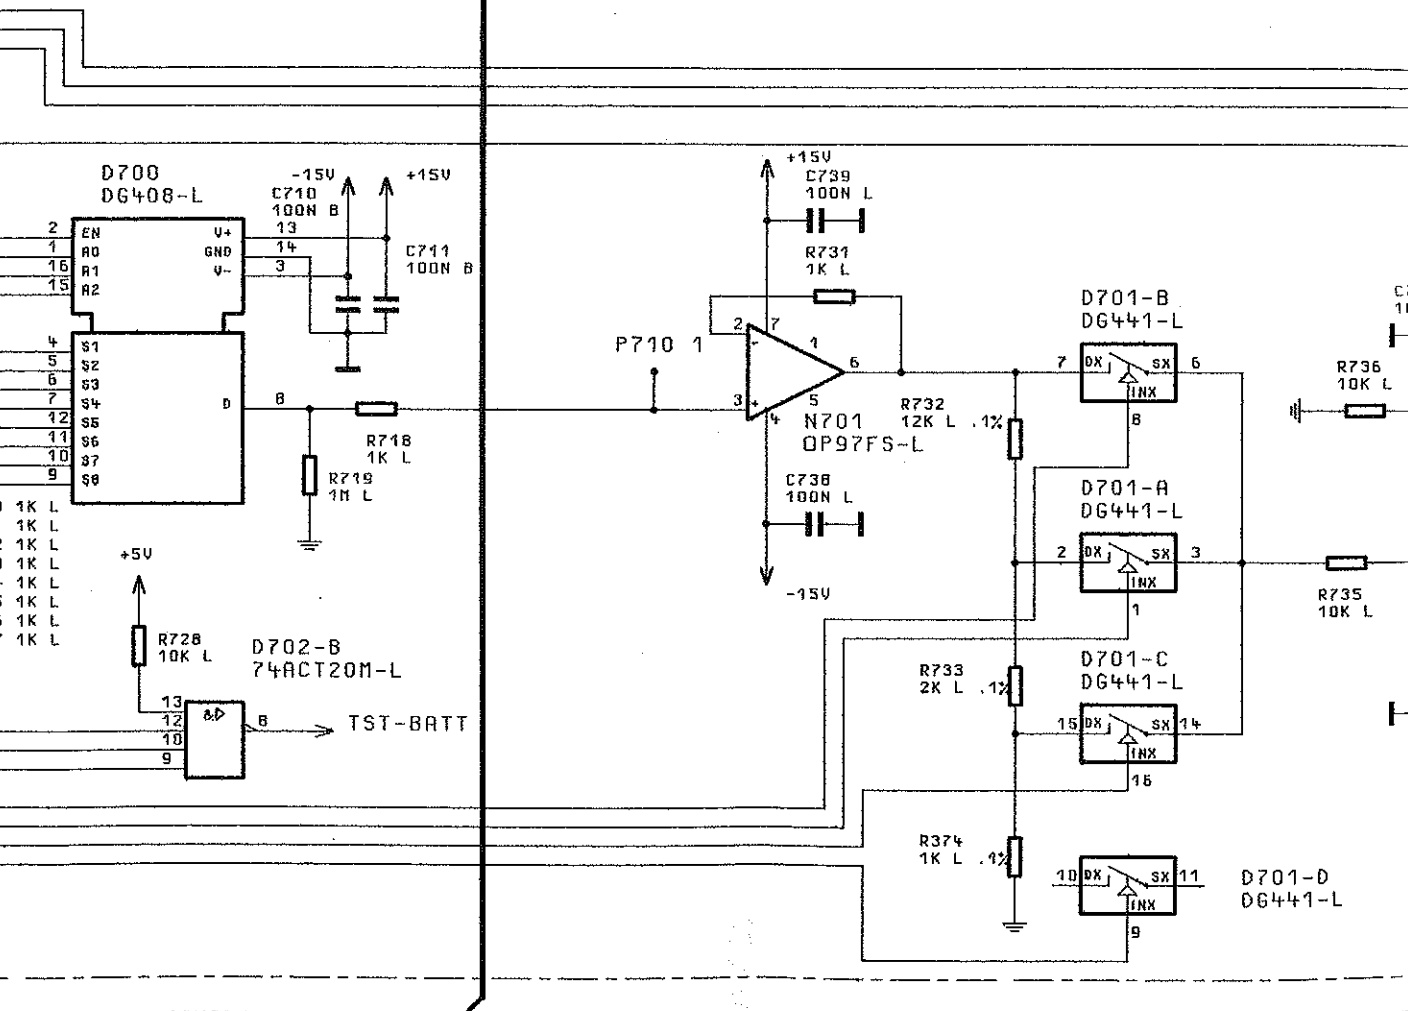 D700
DG408-L
-15V
+15V
C710
100N B
2 EN V+ 13
1 A0 GND 14
16 A1 V- 3
15 A2
C711
100N B
4 S1
5 S2
6 S3
7 S4 D 8
12 S5
11 S6
10 S7
9 S8
R718
1K L
R719
1M L
1K L
1K L
1K L
1K L
1K L
1K L
1K L
1K L
+5V
R728
10K L
D702-B
74ACT20M-L
13
12
10
9
&
8
TST-BATT
+15V
C739
100N L
R731
1K L
P710 1
2
7
1
6
3
5
4
-
+
N701
OP97FS-L
C738
100N L
-15V
R732
12K L .1%
R733
2K L .1%
R374
1K L .1%
D701-B
DG441-L
7 DX SX 6
INX
8
D701-A
DG441-L
2 DX SX 3
INX
1
D701-C
DG441-L
15 DX SX 14
INX
16
10 DX SX 11
INX
9
D701-D
DG441-L
R736
10K L
R735
10K L